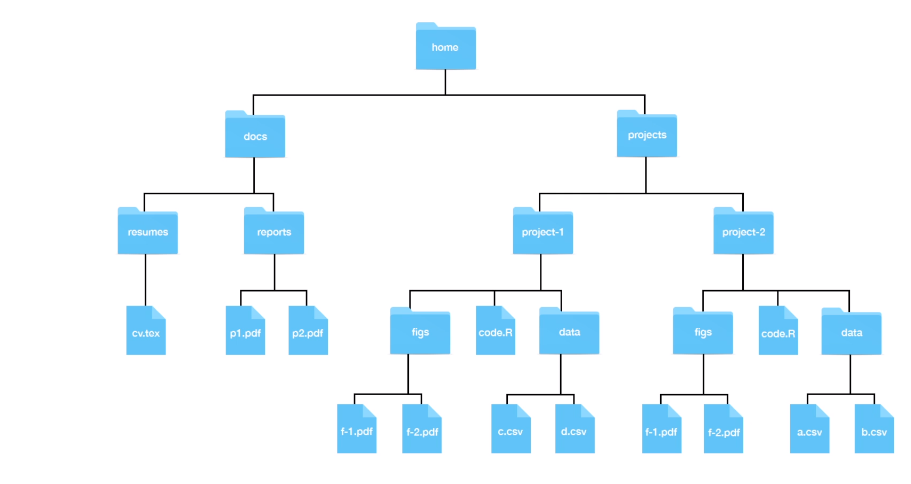 home
docs
projects
resumes
reports
project-1
project-2
cv.tex
p1.pdf
p2.pdf
figs
code.R
data
figs
code.R
data
f-1.pdf
f-2.pdf
c.csv
d.csv
f-1.pdf
f-2.pdf
a.csv
b.csv